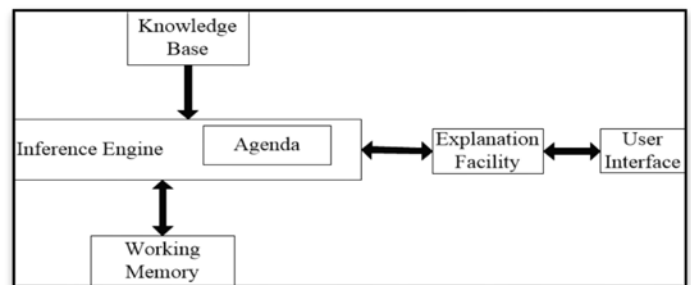 Knowledge
Base
Inference Engine
Agenda
Explanation
Facility
User
Interface
Working
Memory